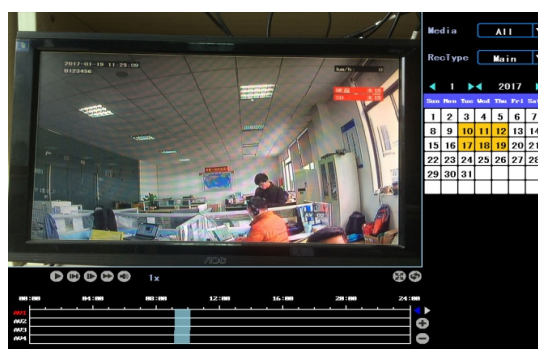 Media All
RecType Main
2017-01-19 11:29:09
0123456
km/h: 0
1 2017
Sun Mon Tue Wed Thu Fri Sat
1 2 3 4 5 6 7
8 9 10 11 12 13 14
15 16 17 18 19 20 21
22 23 24 25 26 27 28
29 30 31
AOC
1x
00:00 04:00 08:00 12:00 16:00 20:00 24:00
AV1
AV2
AV3
AV4